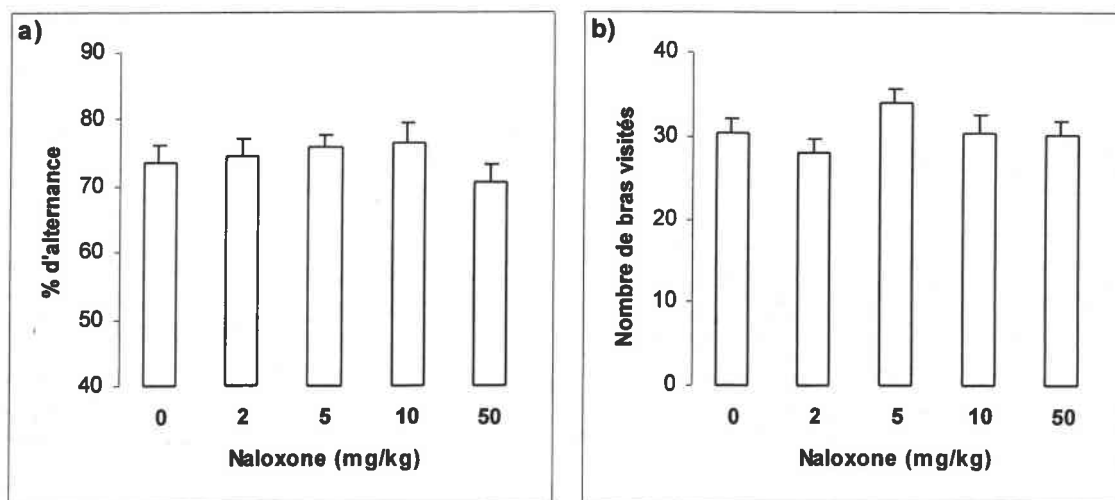 a)
% d'alternance
90
80
70
60
50
40
0 2 5 10 50
Naloxone (mg/kg)
b)
Nombre de bras visités
40
30
20
10
0
0 2 5 10 50
Naloxone (mg/kg)